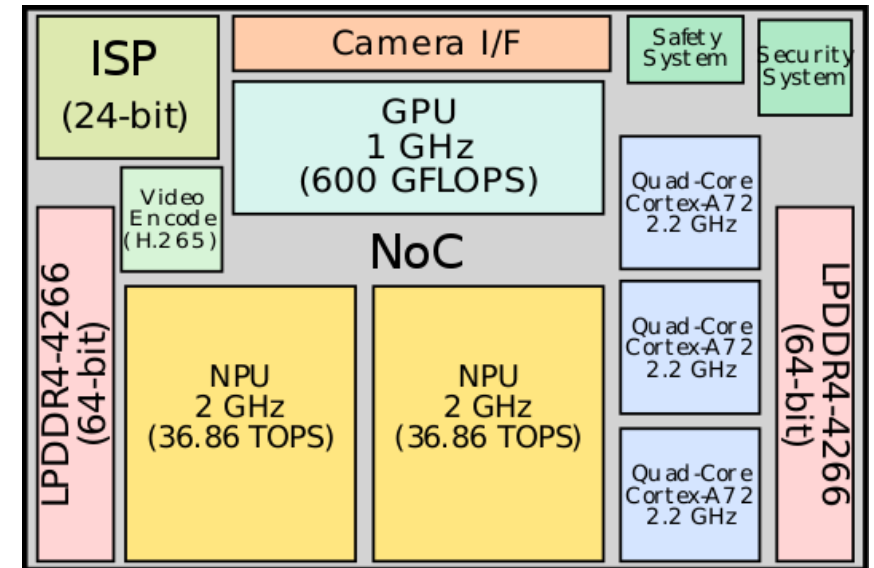 ISP
(24-bit)
Camera I/F
Safety
System
Security
System
GPU
1 GHz
(600 GFLOPS)
Video
Encode
(H.265)
Quad-Core
Cortex-A72
2.2 GHz
NoC
LPDDR4-4266
(64-bit)
NPU
2 GHz
(36.86 TOPS)
NPU
2 GHz
(36.86 TOPS)
Quad-Core
Cortex-A72
2.2 GHz
Quad-Core
Cortex-A72
2.2 GHz
LPDDR4-4266
(64-bit)